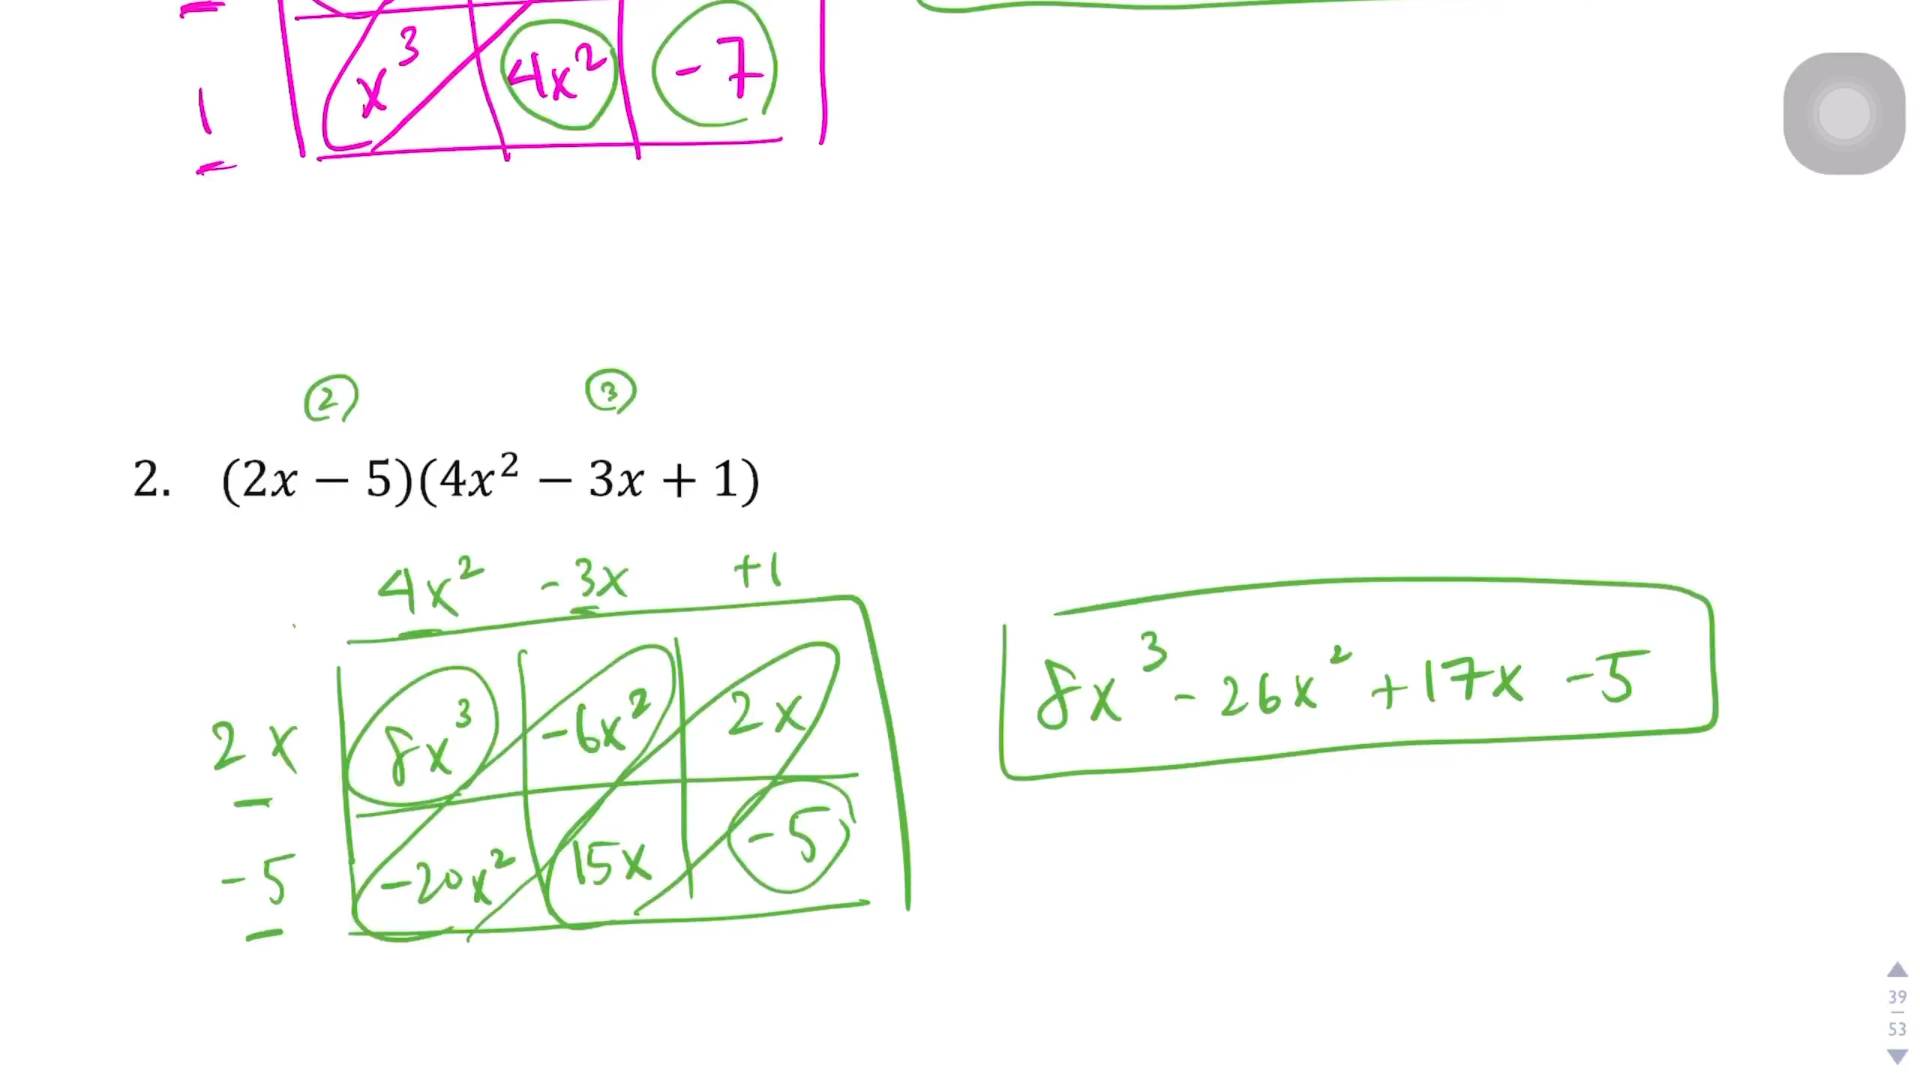 x³ 4x² -7
1
② ③
2. (2x − 5)(4x² − 3x + 1)
4x² -3x +1
2x 8x³ -6x² 2x
-5 -20x² 15x -5
8x³ - 26x² + 17x - 5
39
53